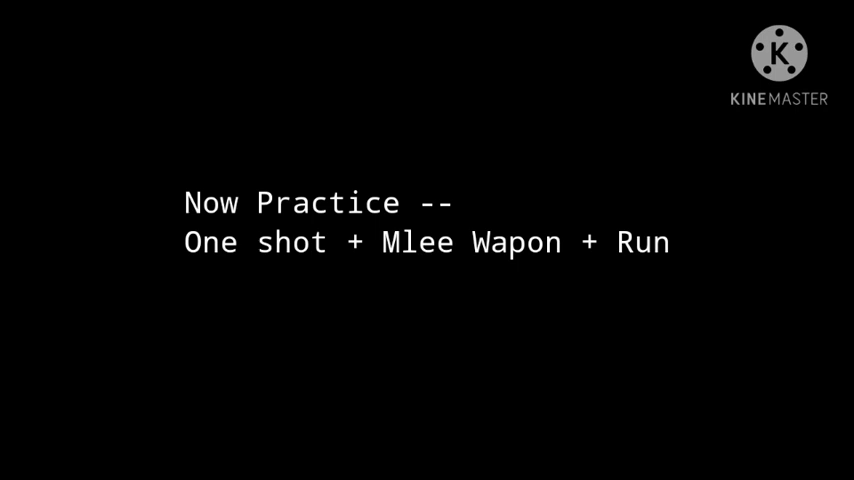 K
KINEMASTER
Now Practice --
One shot + Mlee Wapon + Run